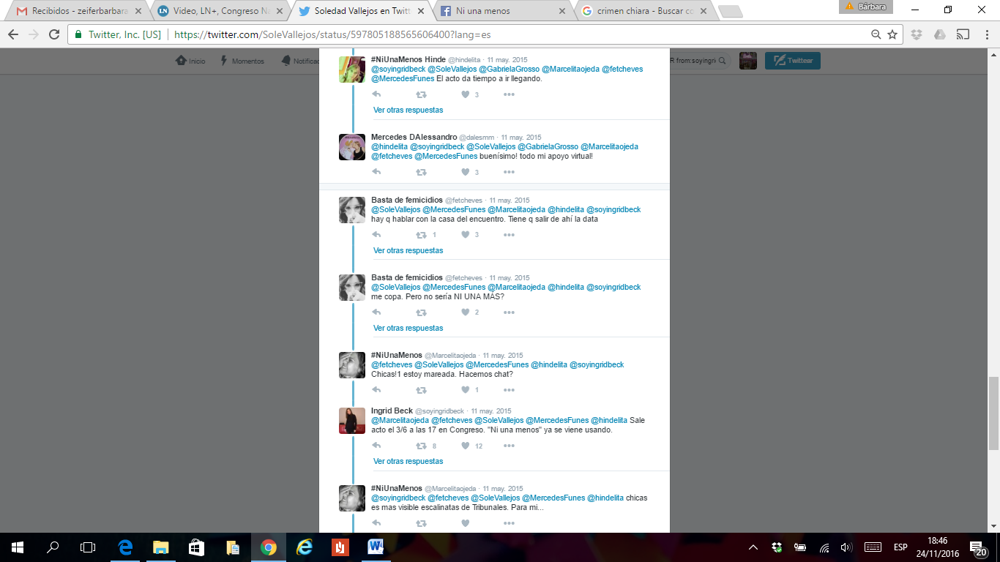 Recibidos - zeiferbarbara
Video, LN+, Congreso Na
Soledad Vallejos en Twitt
Ni una menos
crimen chiara - Buscar co
Bárbara
Twitter, Inc. [US] https://twitter.com/SoleVallejos/status/597805188565606400?lang=es
Inicio
Momentos
Notificac
R from:soyingri
Twittear
#NiUnaMenos Hinde @hindelita · 11 may. 2015
@soyingridbeck @SoleVallejos @GabrielaGrosso @Marcelitaojeda @fetcheves
@MercedesFunes El acto da tiempo a ir llegando.
3
Ver otras respuestas
Mercedes DAlessandro @dalesmm · 11 may. 2015
@hindelita @soyingridbeck @SoleVallejos @GabrielaGrosso @Marcelitaojeda
@fetcheves @MercedesFunes buenísimo! todo mi apoyo virtual!
3
Basta de femicidios @fetcheves · 11 may. 2015
@SoleVallejos @MercedesFunes @Marcelitaojeda @hindelita @soyingridbeck
hay q hablar con la casa del encuentro. Tiene q salir de ahí la data
1 3
Ver otras respuestas
Basta de femicidios @fetcheves · 11 may. 2015
@SoleVallejos @MercedesFunes @Marcelitaojeda @hindelita @soyingridbeck
me copa. Pero no sería NI UNA MÁS?
2
Ver otras respuestas
#NiUnaMenos @Marcelitaojeda · 11 may. 2015
@fetcheves @SoleVallejos @MercedesFunes @hindelita @soyingridbeck
Chicas!1 estoy mareada. Hacemos chat?
1
Ingrid Beck @soyingridbeck · 11 may. 2015
@Marcelitaojeda @fetcheves @SoleVallejos @MercedesFunes @hindelita Sale
acto el 3/6 a las 17 en Congreso. "Ni una menos" ya se viene usando.
8 12
Ver otras respuestas
#NiUnaMenos @Marcelitaojeda · 11 may. 2015
@soyingridbeck @fetcheves @SoleVallejos @MercedesFunes @hindelita chicas
es mas visible escalinatas de Tribunales. Para mi...
ESP
18:46
24/11/2016
20